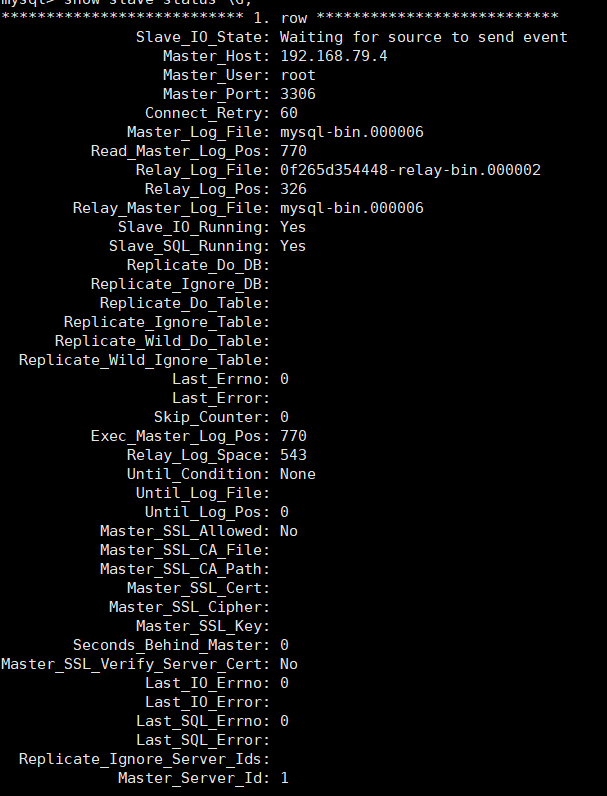 mysql> show slave status \G;
*************************** 1. row ***************************
Slave_IO_State: Waiting for source to send event
Master_Host: 192.168.79.4
Master_User: root
Master_Port: 3306
Connect_Retry: 60
Master_Log_File: mysql-bin.000006
Read_Master_Log_Pos: 770
Relay_Log_File: 0f265d354448-relay-bin.000002
Relay_Log_Pos: 326
Relay_Master_Log_File: mysql-bin.000006
Slave_IO_Running: Yes
Slave_SQL_Running: Yes
Replicate_Do_DB:
Replicate_Ignore_DB:
Replicate_Do_Table:
Replicate_Ignore_Table:
Replicate_Wild_Do_Table:
Replicate_Wild_Ignore_Table:
Last_Errno: 0
Last_Error:
Skip_Counter: 0
Exec_Master_Log_Pos: 770
Relay_Log_Space: 543
Until_Condition: None
Until_Log_File:
Until_Log_Pos: 0
Master_SSL_Allowed: No
Master_SSL_CA_File:
Master_SSL_CA_Path:
Master_SSL_Cert:
Master_SSL_Cipher:
Master_SSL_Key:
Seconds_Behind_Master: 0
Master_SSL_Verify_Server_Cert: No
Last_IO_Errno: 0
Last_IO_Error:
Last_SQL_Errno: 0
Last_SQL_Error:
Replicate_Ignore_Server_Ids:
Master_Server_Id: 1